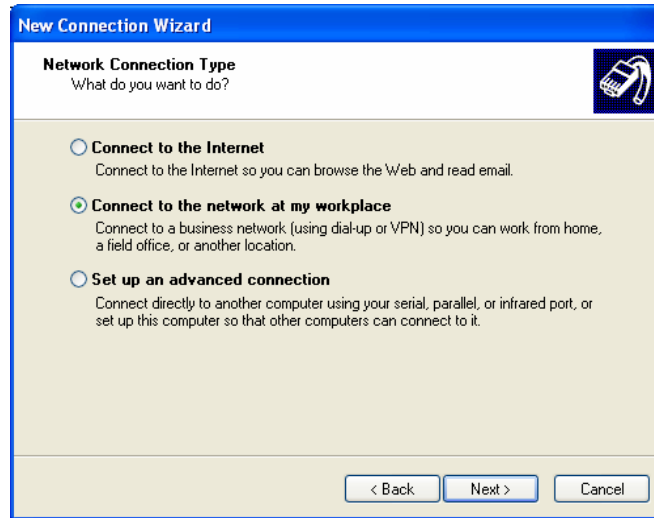 New Connection Wizard
Network Connection Type
What do you want to do?
Connect to the Internet
Connect to the Internet so you can browse the Web and read email.
Connect to the network at my workplace
Connect to a business network (using dial-up or VPN) so you can work from home,
a field office, or another location.
Set up an advanced connection
Connect directly to another computer using your serial, parallel, or infrared port, or
set up this computer so that other computers can connect to it.
< Back
Next >
Cancel